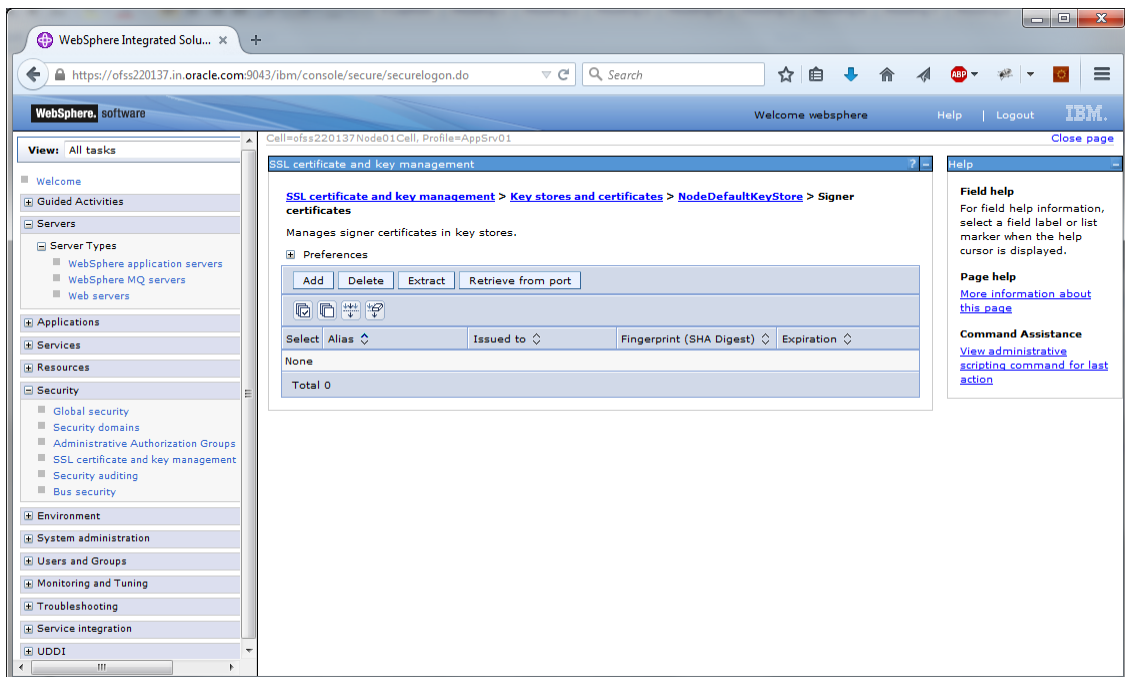 WebSphere Integrated Solu... ×
+
https://ofss220137.in.oracle.com:9043/ibm/console/secure/securelogon.do
Search
ABP
WebSphere. software
Welcome websphere
Help | Logout
IBM.
View: All tasks
Welcome
Guided Activities
Servers
Server Types
WebSphere application servers
WebSphere MQ servers
Web servers
Applications
Services
Resources
Security
Global security
Security domains
Administrative Authorization Groups
SSL certificate and key management
Security auditing
Bus security
Environment
System administration
Users and Groups
Monitoring and Tuning
Troubleshooting
Service integration
UDDI
Cell=ofss220137Node01Cell, Profile=AppSrv01
Close page
SSL certificate and key management
? -
SSL certificate and key management > Key stores and certificates > NodeDefaultKeyStore > Signer
certificates
Manages signer certificates in key stores.
Preferences
Add Delete Extract Retrieve from port
Select Alias Issued to Fingerprint (SHA Digest) Expiration
None
Total 0
Help
Field help
For field help information,
select a field label or list
marker when the help
cursor is displayed.
Page help
More information about
this page
Command Assistance
View administrative
scripting command for last
action